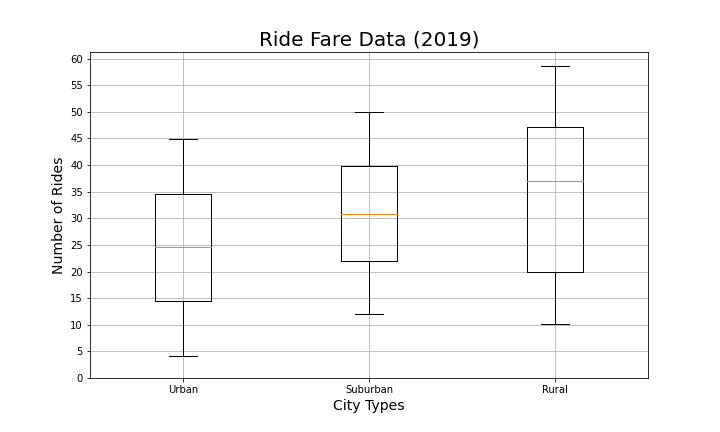 Ride Fare Data (2019)
Number of Rides
60
55
50
45
40
35
30
25
20
15
10
5
0
Urban
Suburban
Rural
City Types